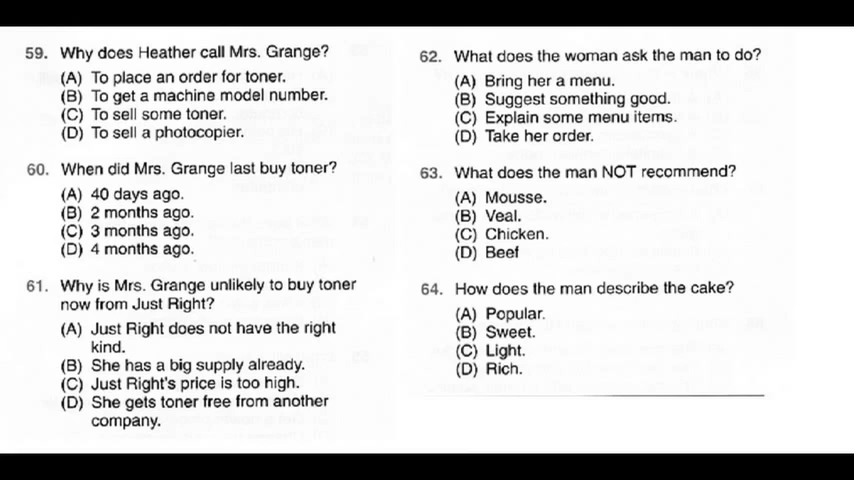 59. Why does Heather call Mrs. Grange?
(A) To place an order for toner.
(B) To get a machine model number.
(C) To sell some toner.
(D) To sell a photocopier.
60. When did Mrs. Grange last buy toner?
(A) 40 days ago.
(B) 2 months ago.
(C) 3 months ago.
(D) 4 months ago.
61. Why is Mrs. Grange unlikely to buy toner
now from Just Right?
(A) Just Right does not have the right
kind.
(B) She has a big supply already.
(C) Just Right's price is too high.
(D) She gets toner free from another
company.
62. What does the woman ask the man to do?
(A) Bring her a menu.
(B) Suggest something good.
(C) Explain some menu items.
(D) Take her order.
63. What does the man NOT recommend?
(A) Mousse.
(B) Veal.
(C) Chicken.
(D) Beef
64. How does the man describe the cake?
(A) Popular.
(B) Sweet.
(C) Light.
(D) Rich.